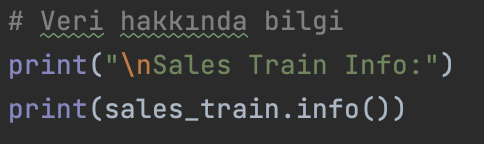 # Veri hakkında bilgi
print("\nSales Train Info:")
print(sales_train.info())